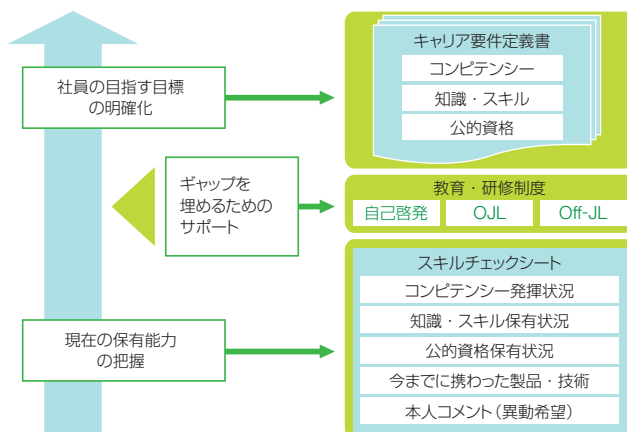 社員の目指す目標
の明確化
キャリア要件定義書
コンピテンシー
知識・スキル
公的資格
ギャップを
埋めるための
サポート
教育・研修制度
自己啓発
OJL
Off-JL
現在の保有能力
の把握
スキルチェックシート
コンピテンシー発揮状況
知識・スキル保有状況
公的資格保有状況
今までに携わった製品・技術
本人コメント（異動希望）